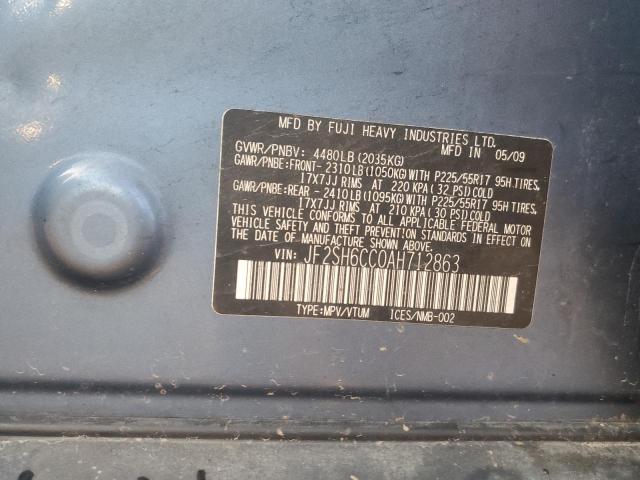 MFD BY FUJI HEAVY INDUSTRIES LTD.
GVWR/PNBV: 4480LB(2035KG) IN 05/09
GAWR/PNBE:FRONT-2310LB(1050KG)WITH P225/55R17 95H TIRES,
17X7JJ RIMS AT 220 KPA(32 PSI)COLD
GAWR/PNBE:REAR -2410LB(1095KG)WITH P225/55R17 95H TIRES,
17X7JJ RIMS AT 210 KPA(30 PSI)COLD
THIS VEHICLE CONFORMS TO ALL APPLICABLE FEDERAL MOTOR
VEHICLE SAFETY STANDARDS IN EFFECT ON THE DATE OF
MANUFACTURE SHOWN ABOVE.
VIN: JF2SH6CC0AH712863
TYPE:MPV/VTUM ICES/NMB-002